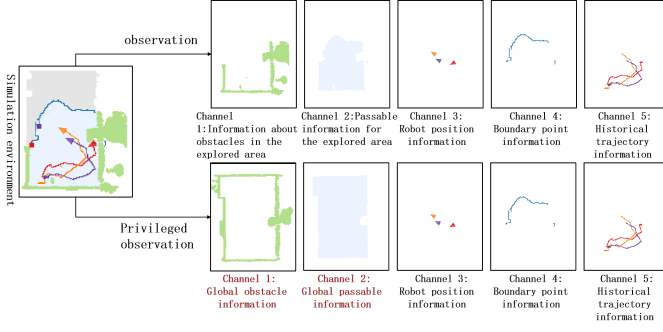 Simulation environment
observation
Channel
1:Information about
obstacles in the
explored area
Channel 2:Passable
information for
the explored area
Channel 3:
Robot position
information
Channel 4:
Boundary point
information
Channel 5:
Historical
trajectory
information
Privileged
observation
Channel 1:
Global obstacle
information
Channel 2:
Global passable
information
Channel 3:
Robot position
information
Channel 4:
Boundary point
information
Channel 5:
Historical
trajectory
information